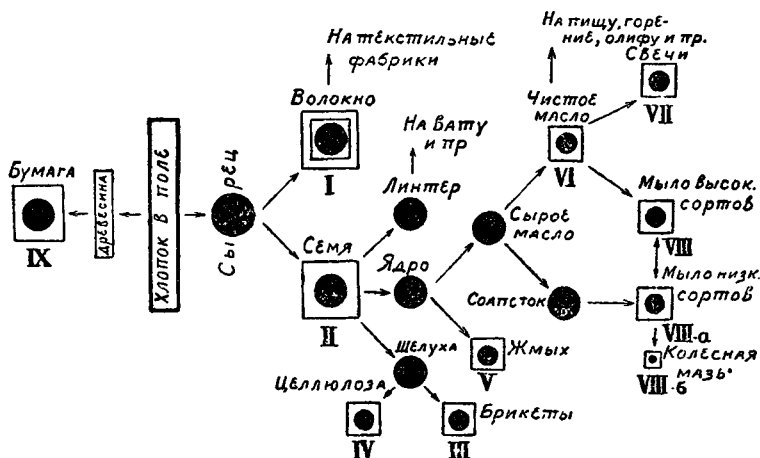 На пищу, горе-
ние, олифу и пр.
На текстильные
фабрики
Свечи
Волокно
Чистое
масло
VII
На вату
и пр
Бумага
I
Линтер
VI
Мыло высок.
сортов
IX
Древесина
Хлопок в поле
Сырец
Сырое
масло
VIII
Семя
Ядро
Соапсток
Мыло низк.
сортов
II
VIII-а
Шелуха
Жмых
V
Колесная
мазь
VIII-б
Целлюлоза
Брикеты
IV
III